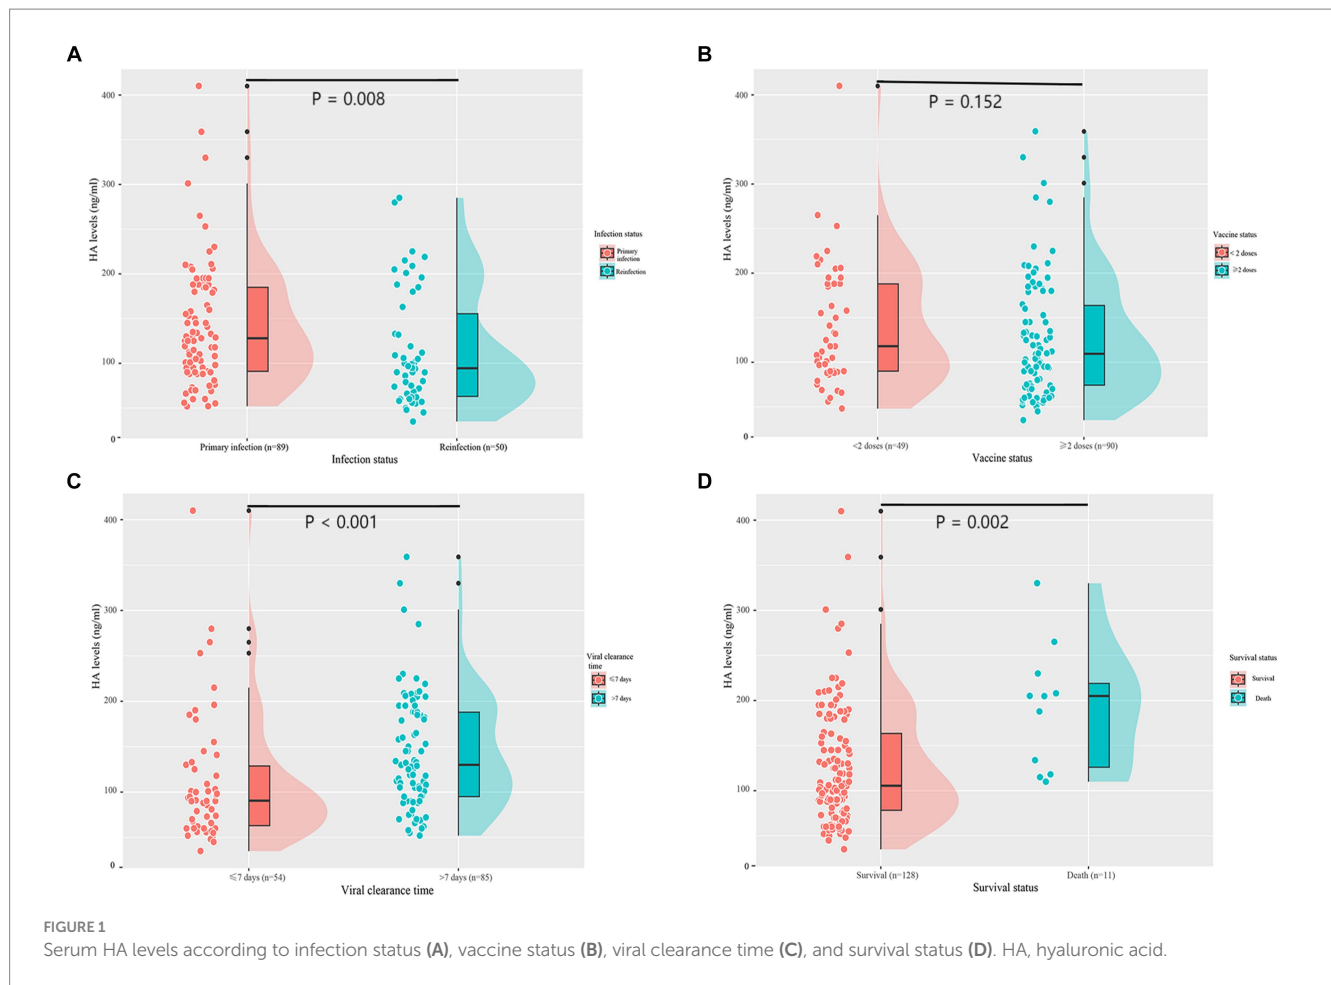 A
P = 0.008
400
300
200
100
0
HA levels (ng/ml)
Primary infection (n=89)
Reinfection (n=50)
Infection status
Infection status
Primary
infection
Reinfection
B
P = 0.152
400
300
200
100
0
HA levels (ng/ml)
<2 doses (n=49)
⩾2 doses (n=90)
Vaccine status
Vaccine status
< 2 doses
⩾2 doses
C
P < 0.001
400
300
200
100
0
HA levels (ng/ml)
⩽7 days (n=54)
>7 days (n=85)
Viral clearance time
Viral clearance
time
⩽7 days
>7 days
D
P = 0.002
400
300
200
100
0
HA levels (ng/ml)
Survival (n=128)
Death (n=11)
Survival status
Survival status
Survival
Death
FIGURE 1
Serum HA levels according to infection status (A), vaccine status (B), viral clearance time (C), and survival status (D). HA, hyaluronic acid.